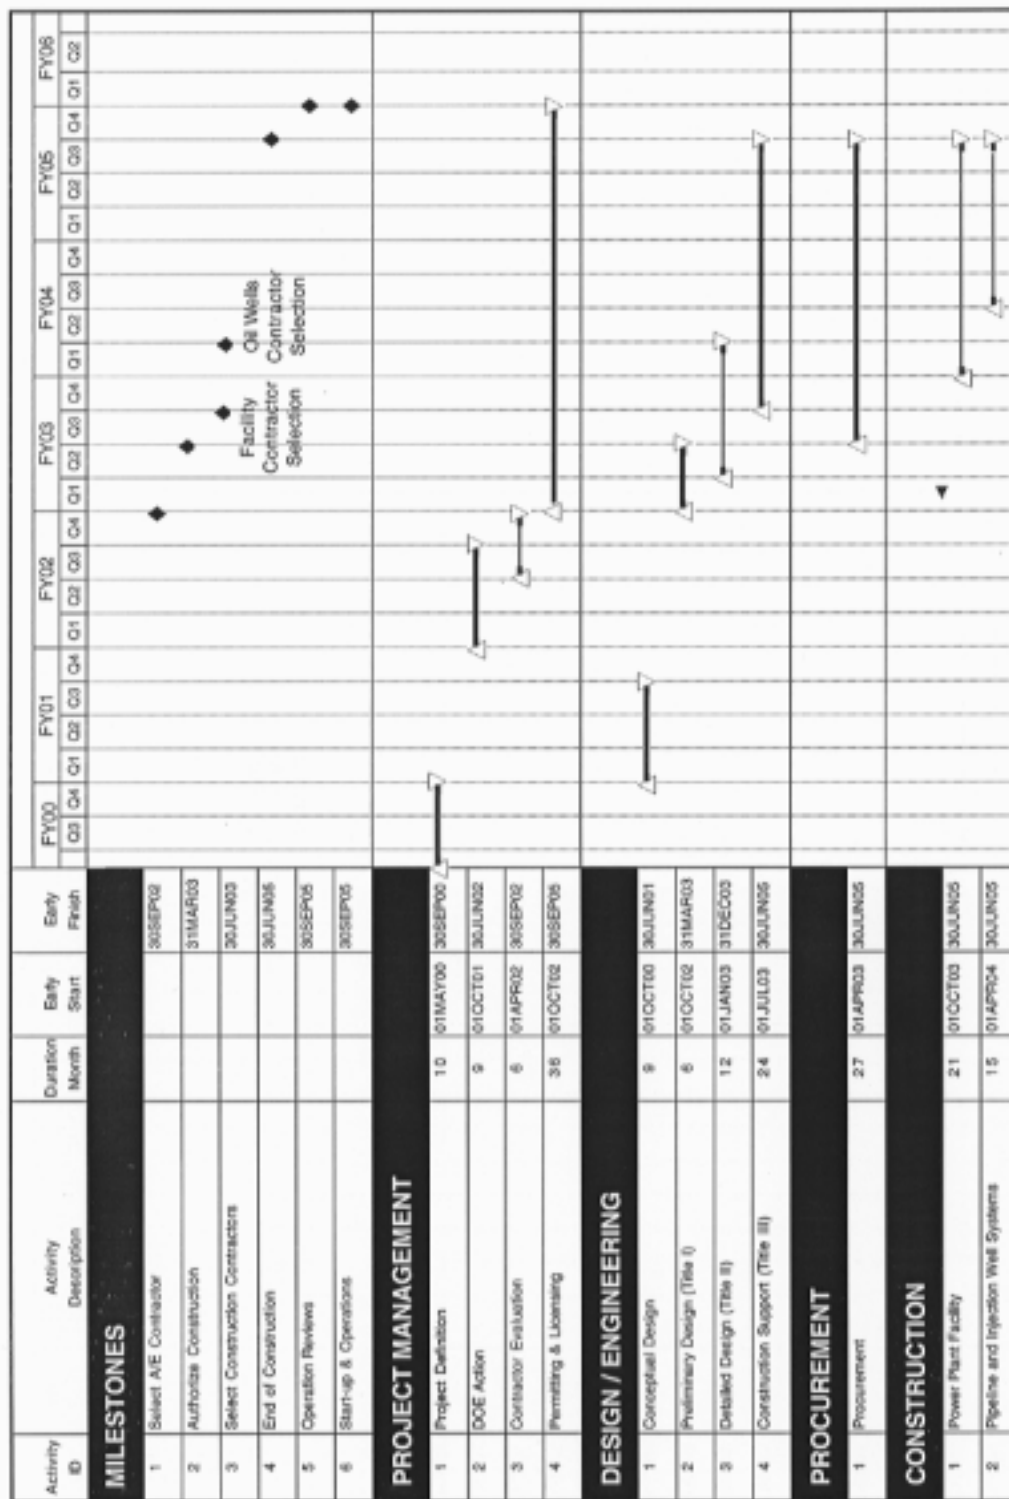 Activity ID Activity Description Duration Month Early Start Early Finish FY00 FY01 FY02 FY03 FY04 FY05 FY06
Q3 Q4 Q1 Q2 Q3 Q4 Q1 Q2 Q3 Q4 Q1 Q2 Q3 Q4 Q1 Q2 Q3 Q4 Q1 Q2 Q3 Q4 Q1 Q2
MILESTONES
1 Select A/E Contractor 30SEP02
2 Authorize Construction 31MAR03
3 Select Construction Contractors 30JUN03
Facility Contractor Selection
Oil Wells Contractor Selection
4 End of Construction 30JUN05
5 Operation Reviews 30SEP05
6 Start-up & Operations 30SEP05
PROJECT MANAGEMENT
1 Project Definition 10 01MAY00 30SEP00
2 DOE Action 9 01OCT01 30JUN02
3 Contractor Evaluation 6 01APR02 30SEP02
4 Permitting & Licensing 36 01OCT02 30SEP05
DESIGN / ENGINEERING
1 Conceptual Design 9 01OCT00 30JUN01
2 Preliminary Design (Title I) 6 01OCT02 31MAR03
3 Detailed Design (Title II) 12 01JAN03 31DEC03
4 Construction Support (Title III) 24 01JUL03 30JUN05
PROCUREMENT
1 Procurement 27 01APR03 30JUN05
CONSTRUCTION
1 Power Plant Facility 21 01OCT03 30JUN05
2 Pipeline and Injection Well Systems 15 01APR04 30JUN05